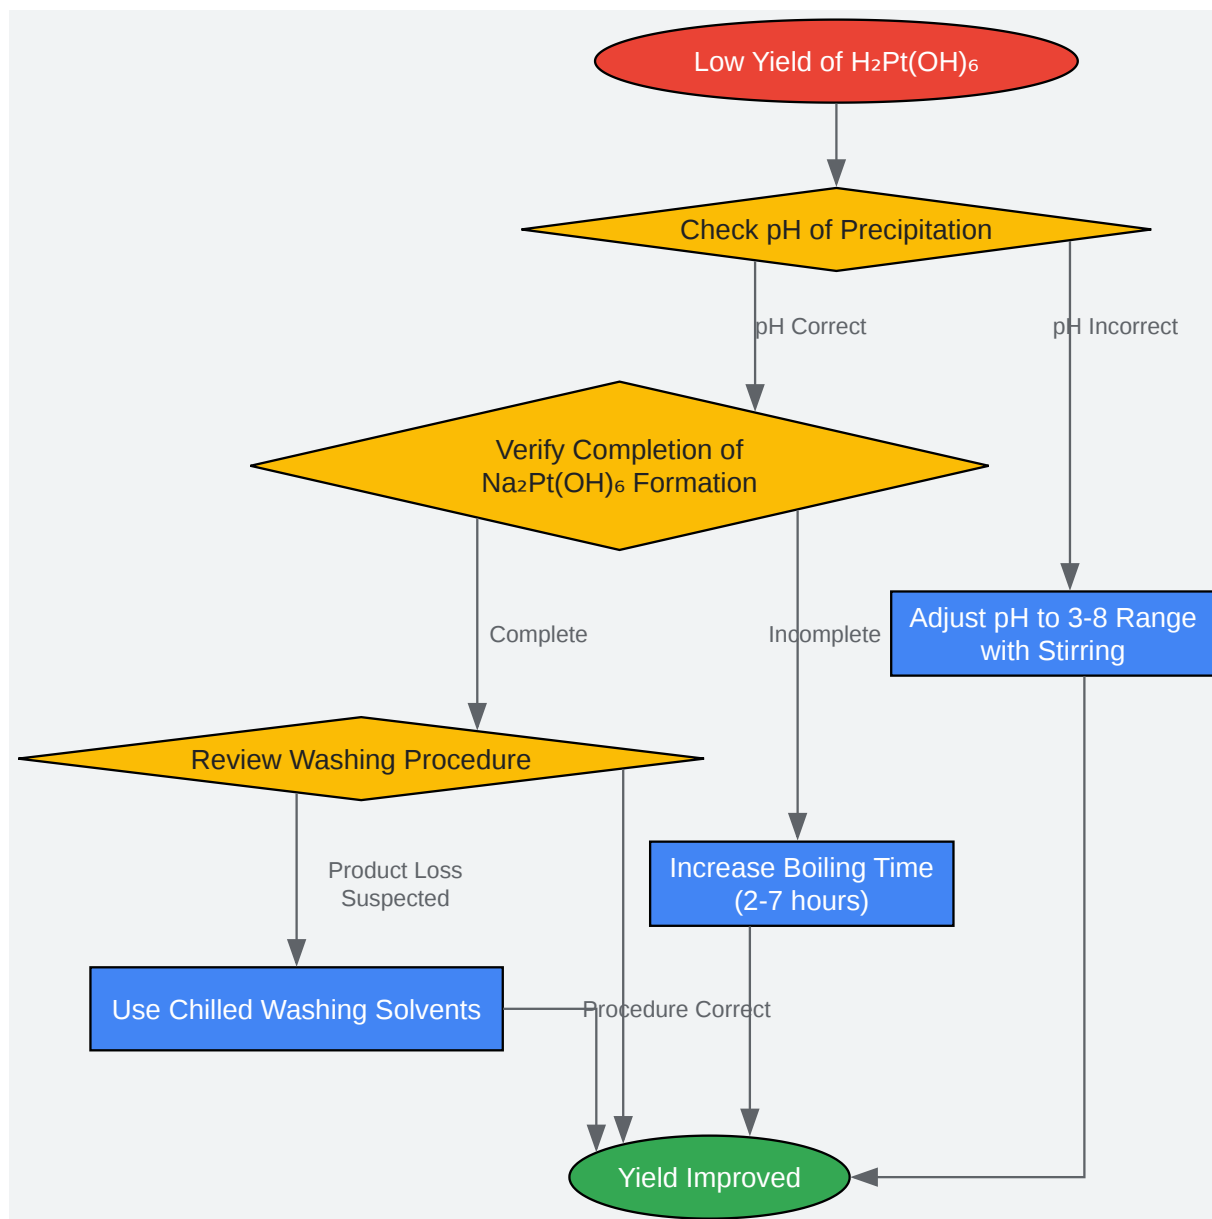 Low Yield of H₂Pt(OH)₆
Check pH of Precipitation
pH Correct
pH Incorrect
Verify Completion of
Na₂Pt(OH)₆ Formation
Adjust pH to 3-8 Range
with Stirring
Complete
Incomplete
Review Washing Procedure
Product Loss
Suspected
Increase Boiling Time
(2-7 hours)
Use Chilled Washing Solvents
Procedure Correct
Yield Improved